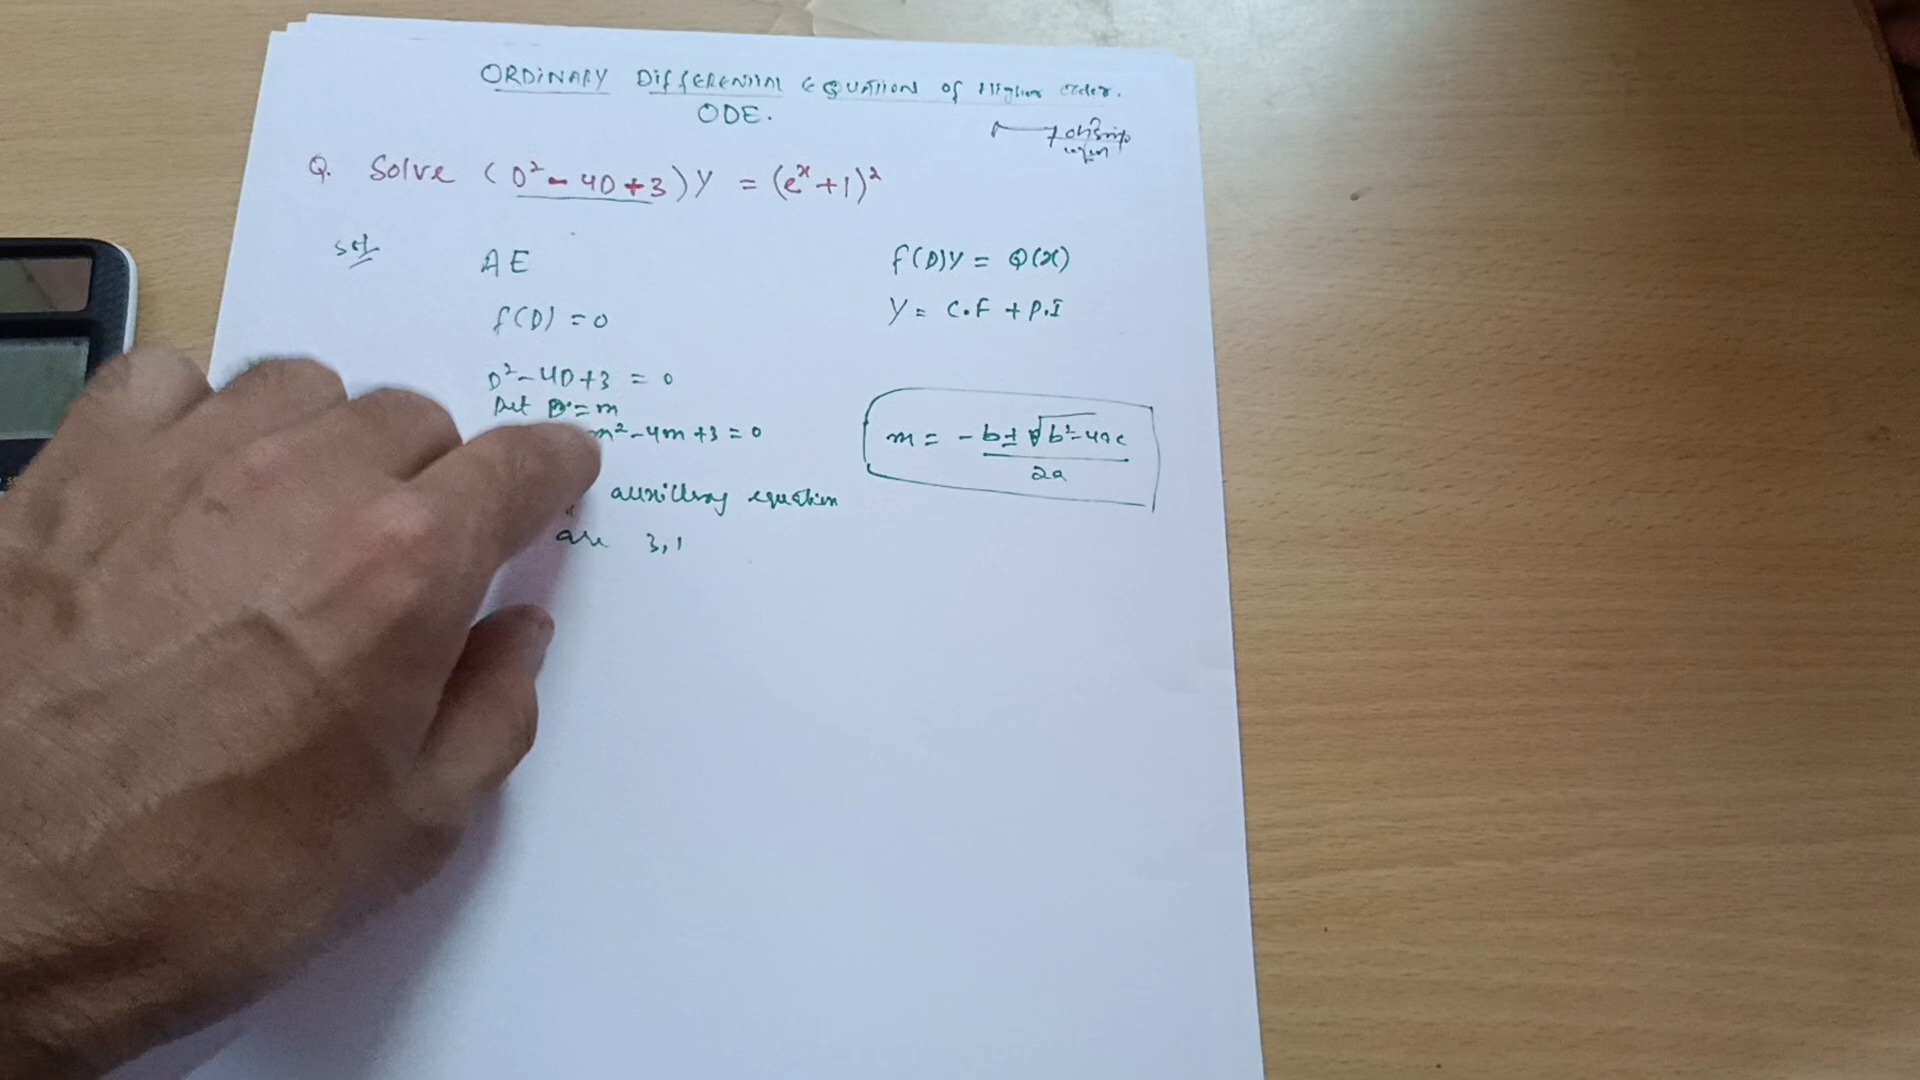 ORDINARY DIFFERENTIAL EQUATIONS OF Higher order.
ODE.
Q. Solve (D² - 4D + 3)Y = (eˣ + 1)²
Sol
AE
f(D) = 0
D² - 4D + 3 = 0
Put D = m
m² - 4m + 3 = 0
auxillary equation
are 3, 1
f(D)Y = Q(x)
Y = C.F + P.I
m = -b ± √b² - 4ac / 2a